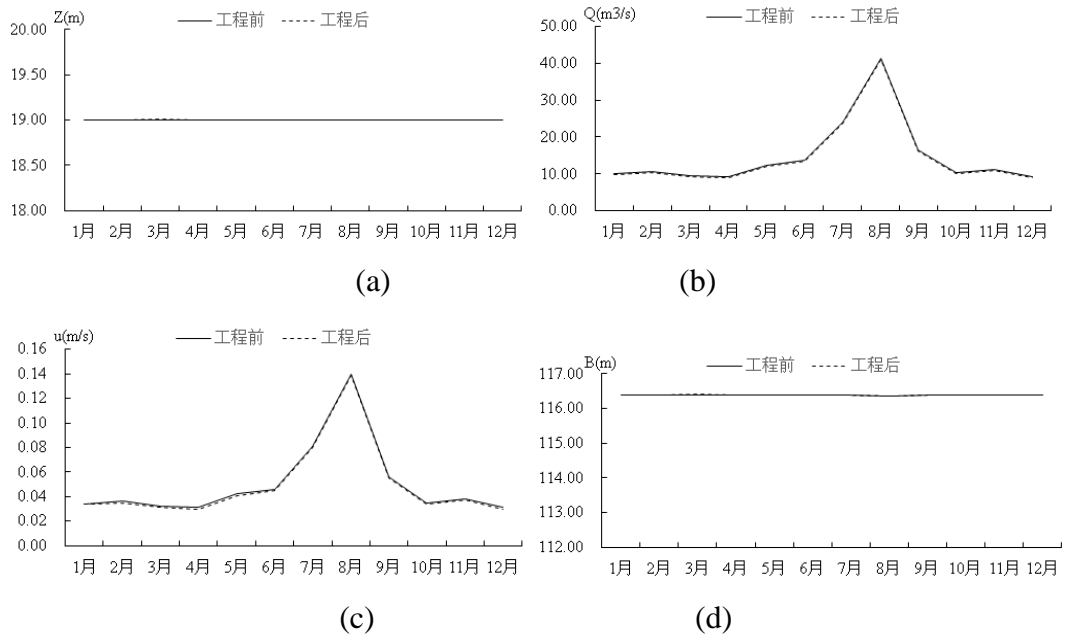 Z(m)
工程前
工程后
20.00
19.50
19.00
18.50
18.00
1月 2月 3月 4月 5月 6月 7月 8月 9月 10月 11月 12月
(a)
Q(m3/s)
工程前
工程后
50.00
40.00
30.00
20.00
10.00
0.00
1月 2月 3月 4月 5月 6月 7月 8月 9月 10月 11月 12月
(b)
u(m/s)
工程前
工程后
0.16
0.14
0.12
0.10
0.08
0.06
0.04
0.02
0.00
1月 2月 3月 4月 5月 6月 7月 8月 9月 10月 11月 12月
(c)
B(m)
工程前
工程后
117.00
116.00
115.00
114.00
113.00
112.00
1月 2月 3月 4月 5月 6月 7月 8月 9月 10月 11月 12月
(d)